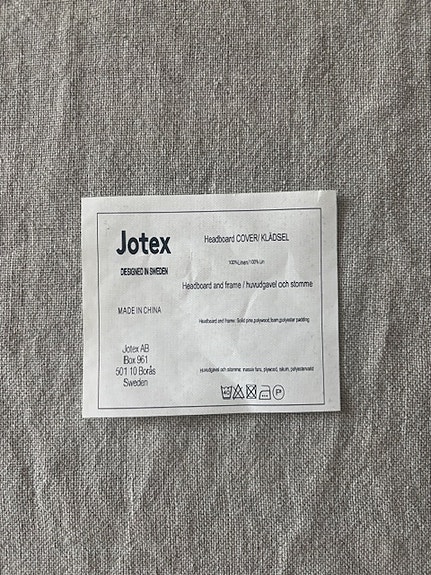 Jotex
DESIGNED IN SWEDEN
MADE IN CHINA
Jotex AB
Box 961
501 10 Borås
Sweden
Headboard COVER/ KLÄDSEL
100%Linen/100%Lin
Headboard and frame / huvudgavel och stomme
Headboard and frame: Solid pine,polywood,foam,polyester padding
Huvudgavel och stomme: massiv furu, plywood, skum, polyestervadd
P